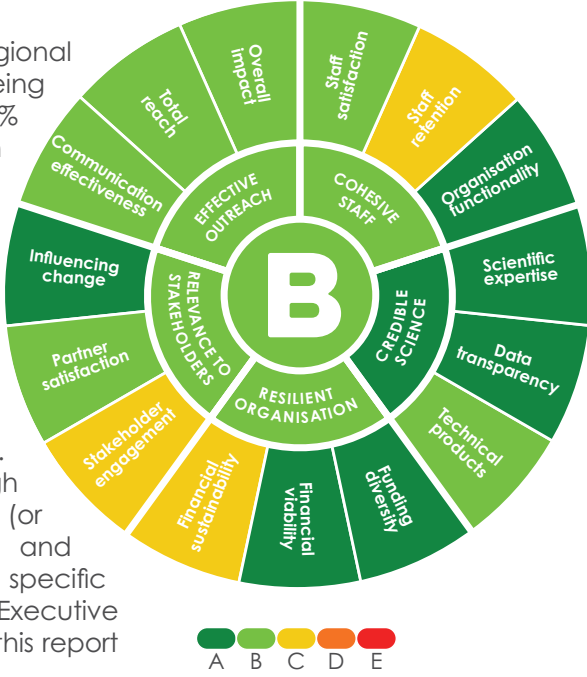 gional
eing
%
.
gh
(or
and
specific
Executive
this report
Overall
impact
Staff
satisfaction
Staff
retention
Organisation
functionality
Scientific
expertise
Data
transparency
Technical
products
Funding
diversity
Financial
viability
Financial
sustainability
Stakeholder
engagement
Partner
satisfaction
Influencing
change
Communication
effectiveness
Total
reach
EFFECTIVE
OUTREACH
COHESIVE
STAFF
CREDIBLE
SCIENCE
RESILIENT
ORGANISATION
RELEVANCE TO
STAKEHOLDERS
B
A B C D E